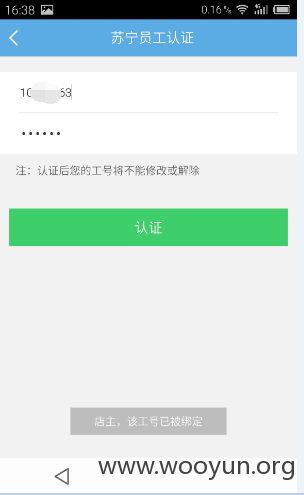 16:38
0.16 K/s
苏宁员工认证
10 63
••••••
注：认证后您的工号将不能修改或解除
认证
店主，该工号已被绑定
www.wooyun.org